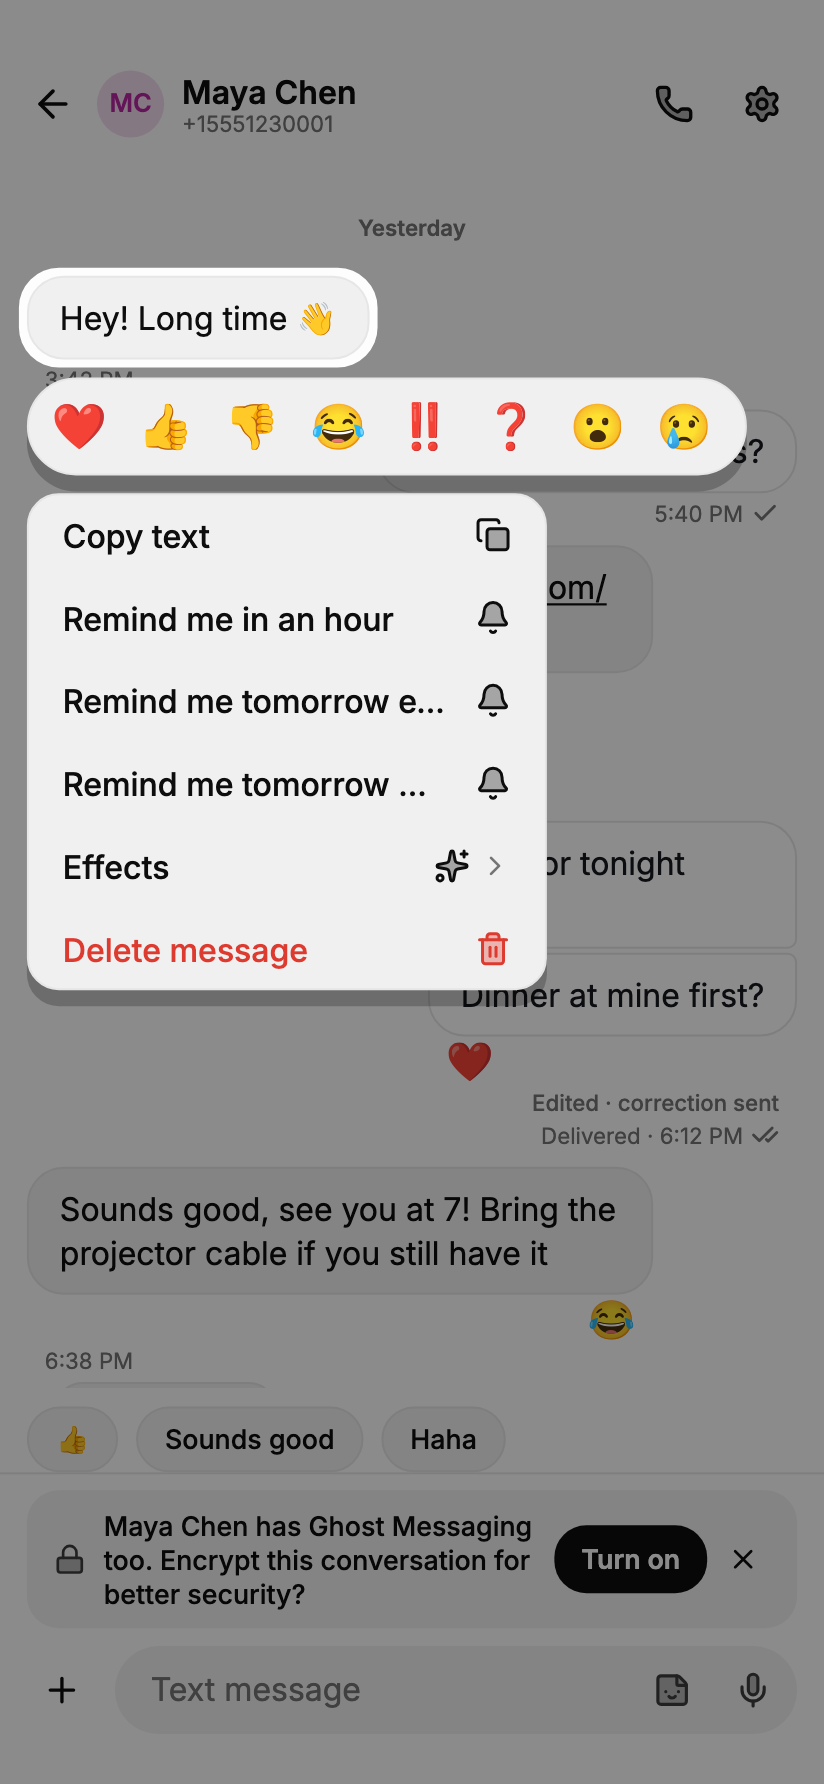 MC
Maya Chen
+15551230001
Yesterday
Hey! Long time 👋
3:42 PM
❤️ 👍 👎 😂 ‼️ ❓ 😮 😢
s?
5:40 PM
Copy text
om/
Remind me in an hour
Remind me tomorrow e...
Remind me tomorrow ...
or tonight
Effects
Delete message
Dinner at mine first?
❤️
Edited · correction sent
Delivered · 6:12 PM
Sounds good, see you at 7! Bring the
projector cable if you still have it
😂
6:38 PM
👍 Sounds good Haha
Maya Chen has Ghost Messaging
too. Encrypt this conversation for
better security?
Turn on
Text message